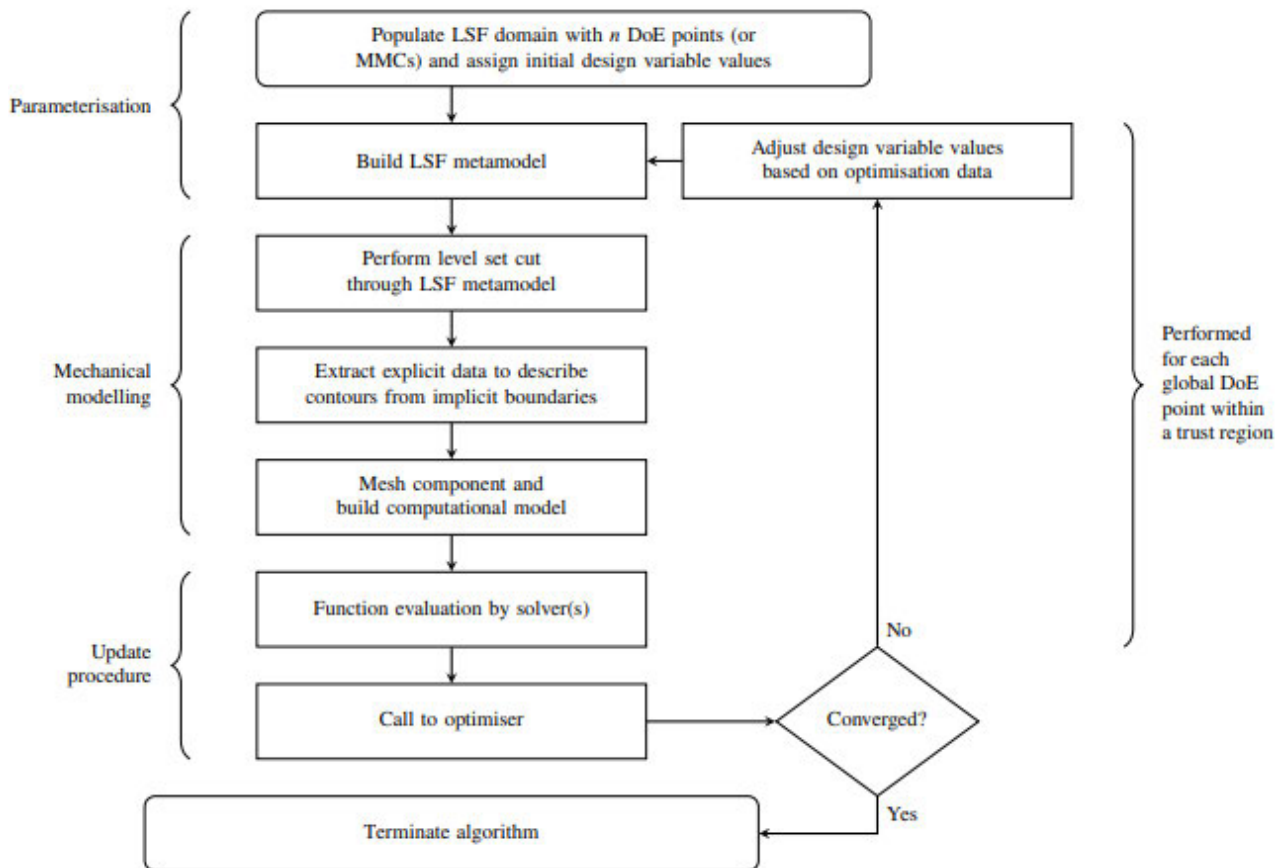 Populate LSF domain with n DoE points (or
MMCs) and assign initial design variable values
Parameterisation
Build LSF metamodel
Adjust design variable values
based on optimisation data
Perform level set cut
through LSF metamodel
Mechanical
modelling
Extract explicit data to describe
contours from implicit boundaries
Performed
for each
global DoE
point within
a trust region
Mesh component and
build computational model
Function evaluation by solver(s)
Update
procedure
Call to optimiser
No
Converged?
Yes
Terminate algorithm